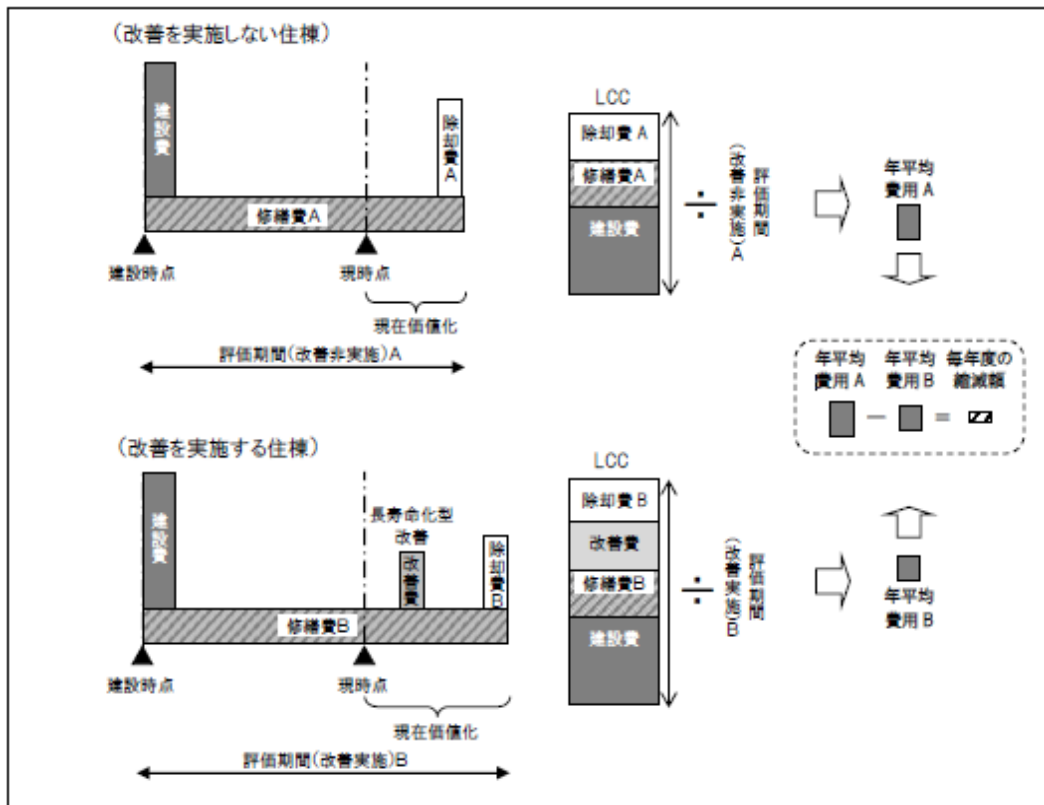 （改善を実施しない住棟）
建設費
除却費A
修繕費A
建設時点
現時点
現在価値化
評価期間(改善非実施)A
LCC
除却費A
修繕費A
建設費
÷
評価期間
(改善非実施)A
年平均
費用A
年平均
費用A
年平均
費用B
毎年度の
縮減額
－
＝
（改善を実施する住棟）
建設費
長寿命化型
改善
改善費
除却費B
修繕費B
建設時点
現時点
現在価値化
評価期間(改善実施)B
LCC
除却費B
改善費
修繕費B
建設費
÷
評価期間
(改善実施)B
年平均
費用B